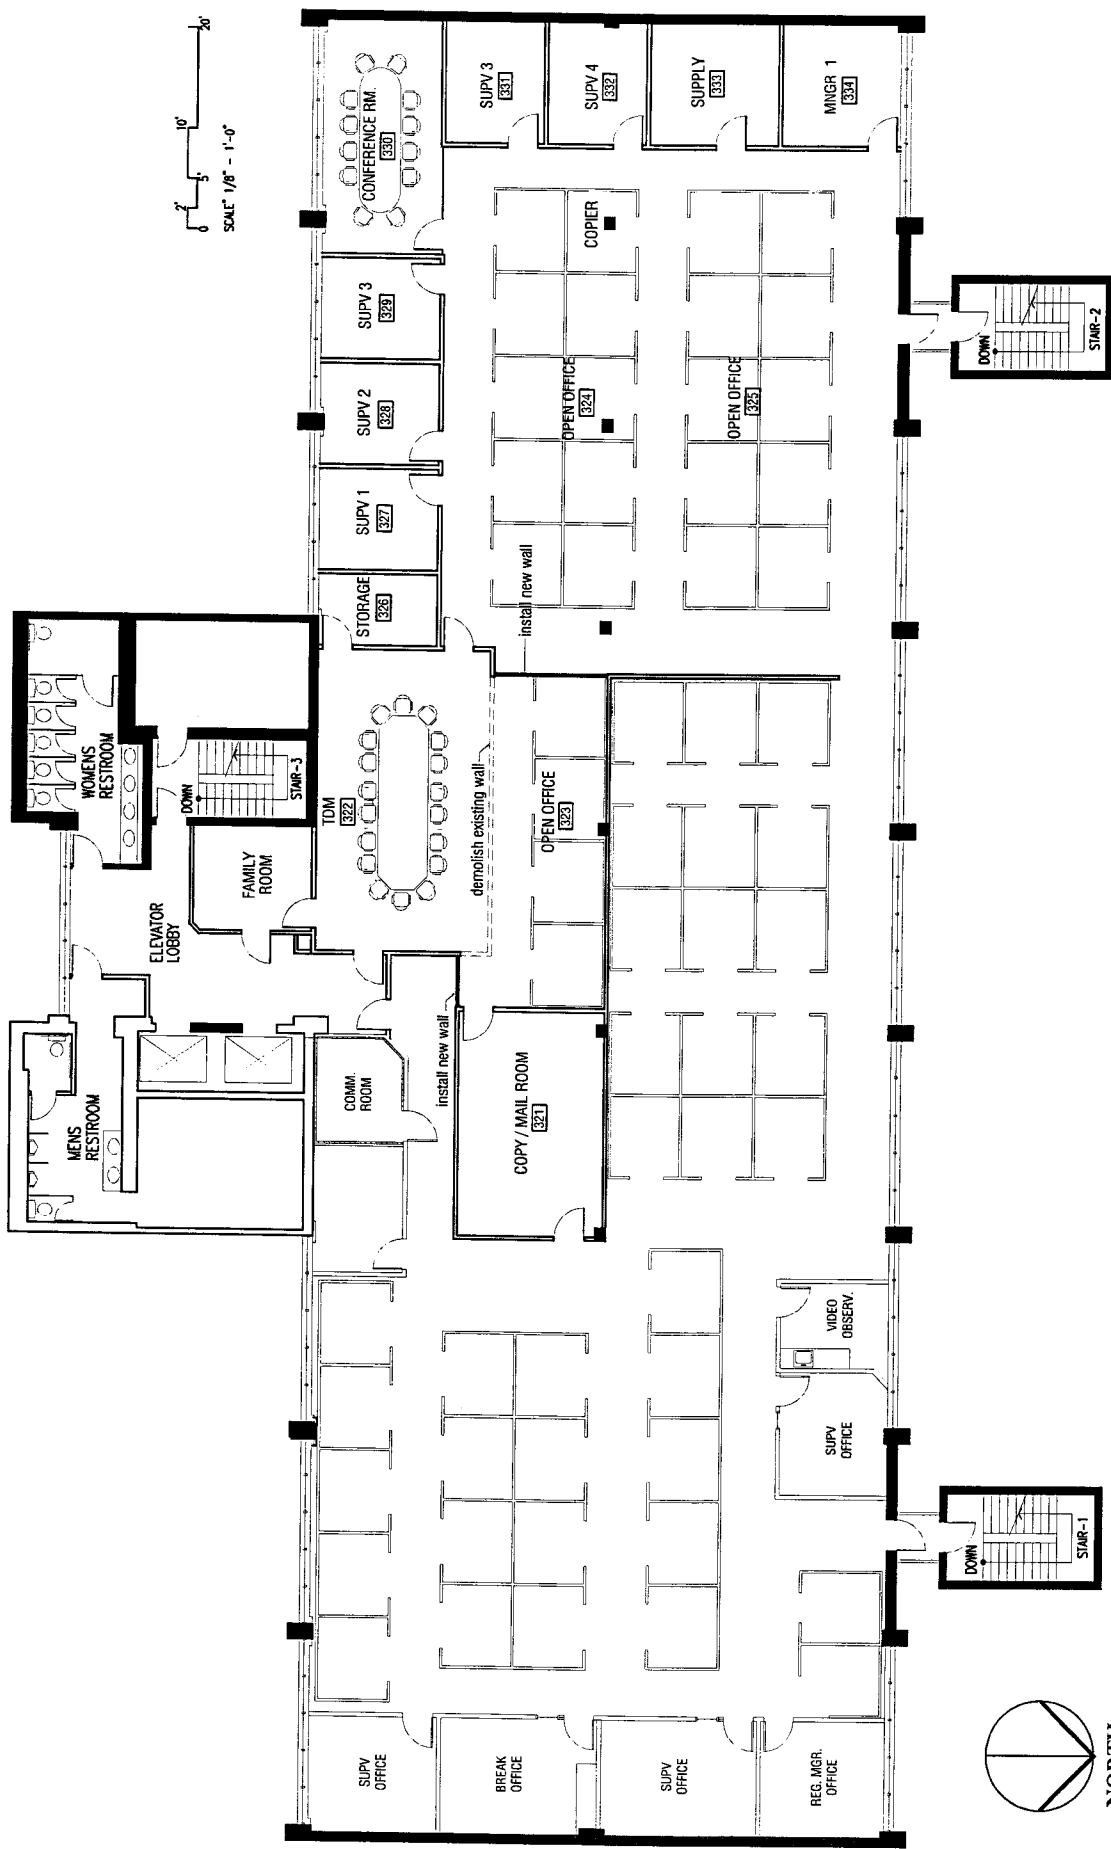 0
2'
5'
10'
20'
SCALE" 1/8" - 1'-0"
MENS
RESTROOM
ELEVATOR
LOBBY
WOMENS
RESTROOM
DOWN
STAIR-3
FAMILY
ROOM
COMM.
ROOM
TDM
322
STORAGE
326
SUPV 1
327
SUPV 2
328
SUPV 3
329
CONFERENCE RM.
330
SUPV 3
331
SUPV 4
332
SUPPLY
333
MNGR 1
334
install new wall
demolish existing wall
install new wall
COPY / MAIL ROOM
321
OPEN OFFICE
323
OPEN OFFICE
324
COPIER
OPEN OFFICE
325
SUPV
OFFICE
BREAK
OFFICE
SUPV
OFFICE
REG. MGR.
OFFICE
SUPV
OFFICE
VIDEO
OBSERV.
DOWN
STAIR-1
DOWN
STAIR-2
NORTH